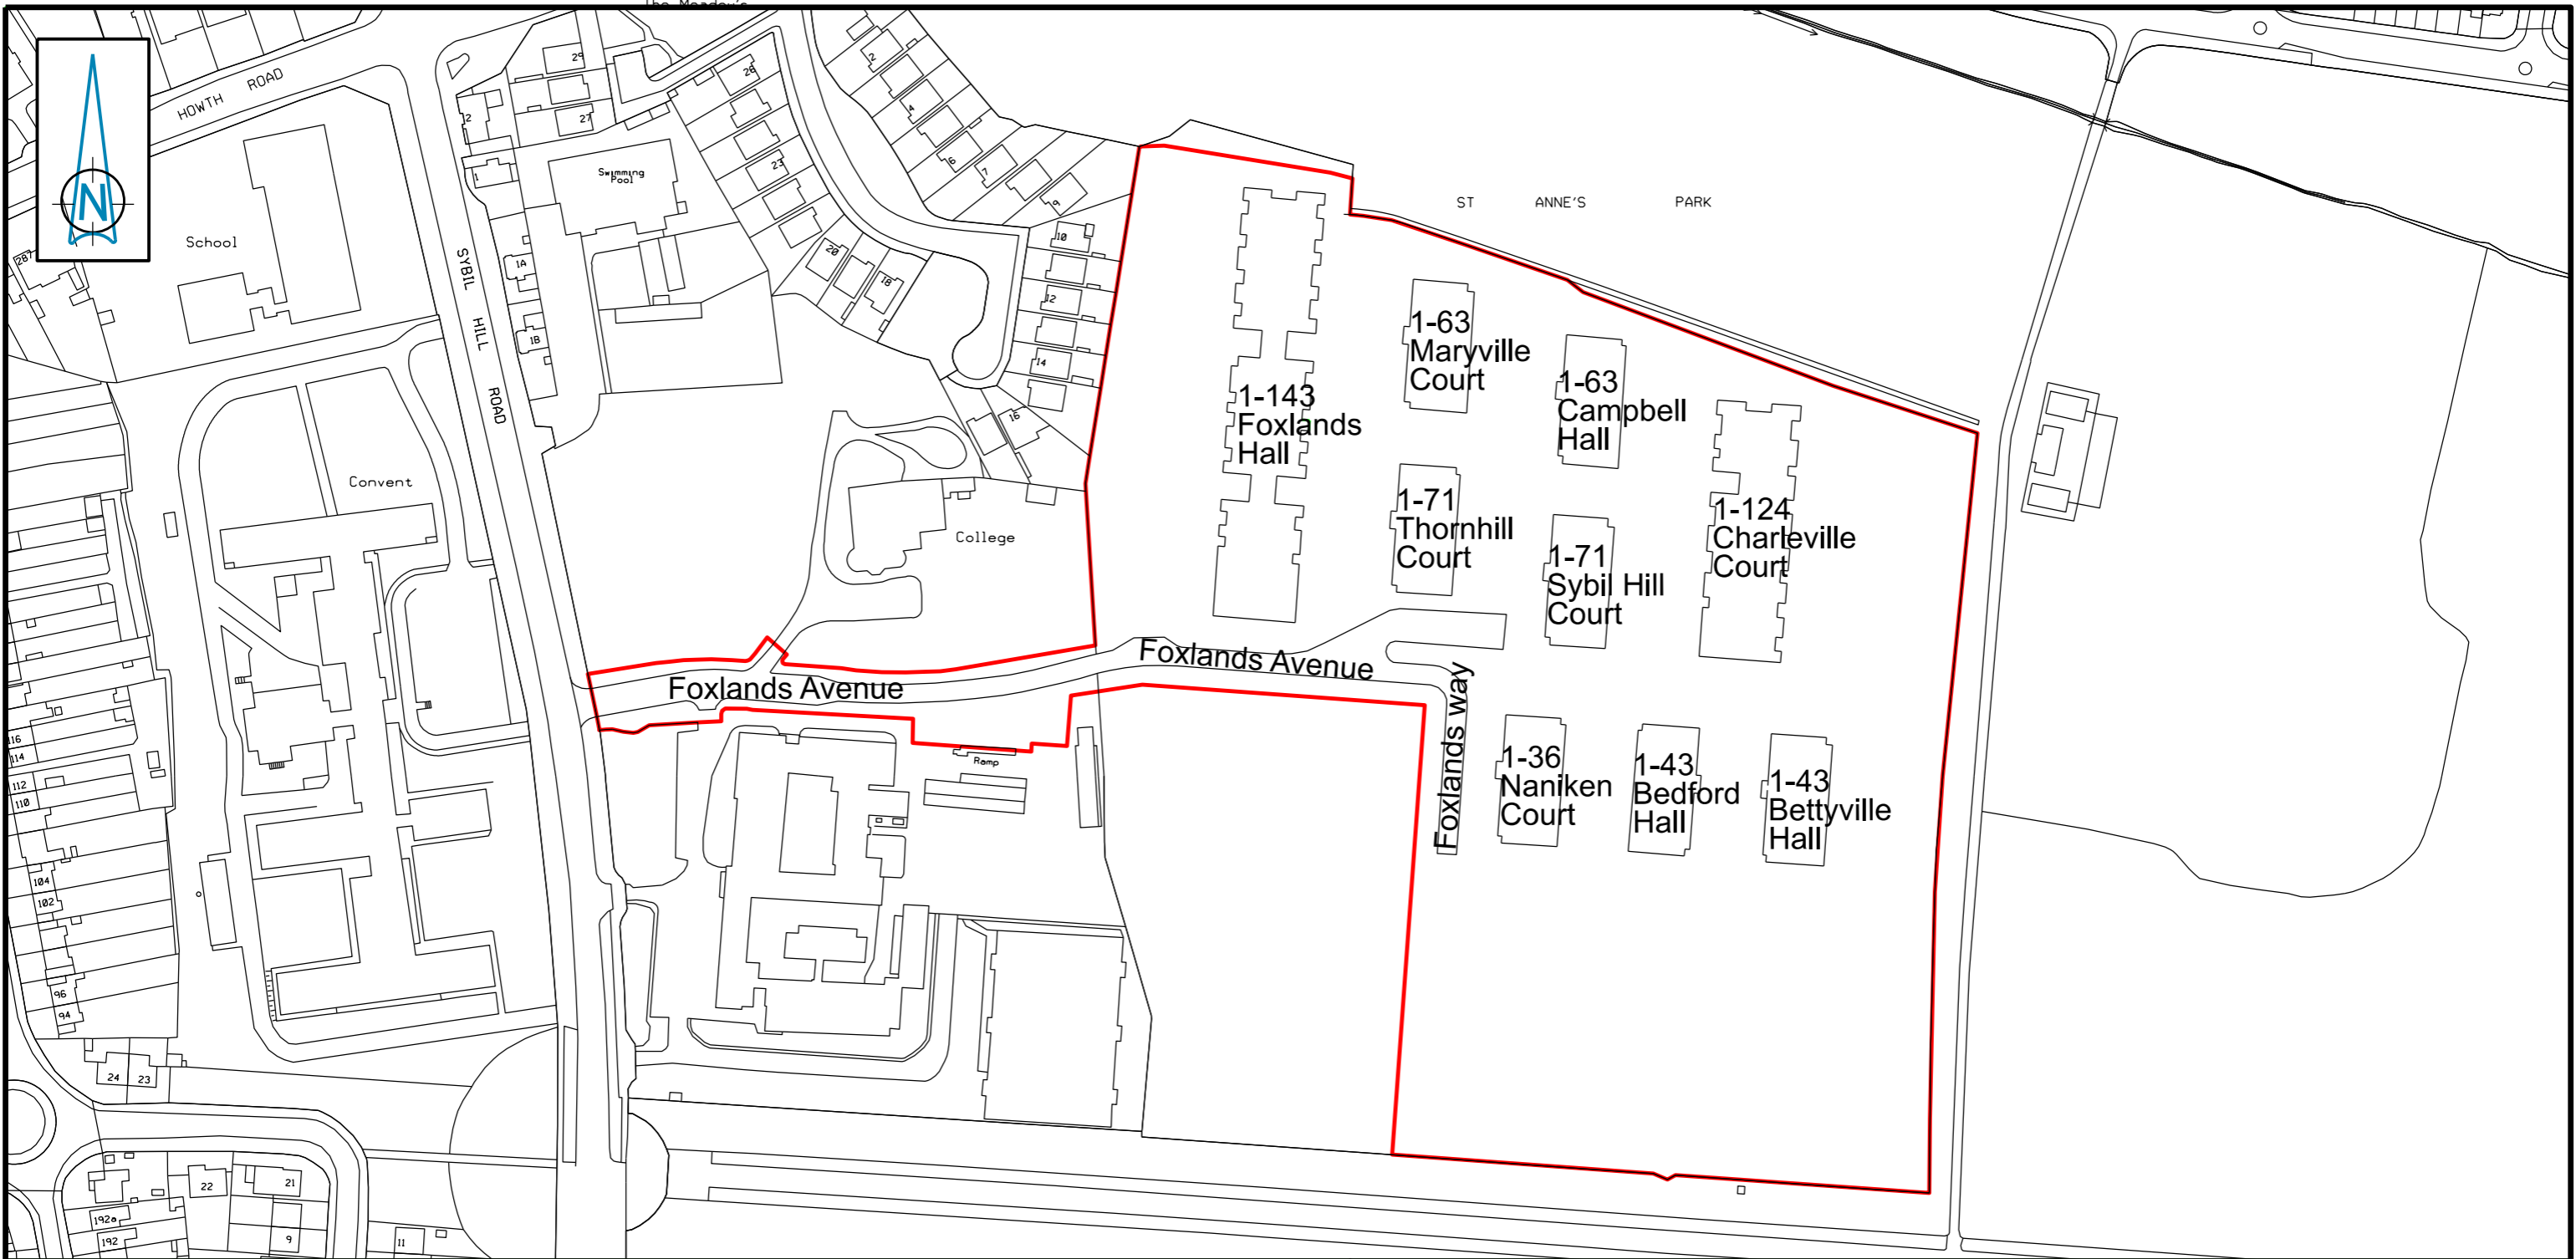 HOWTH ROAD
N
School
287
SYBIL HILL ROAD
29
27
2
1
1A
1B
Swimming
Pool
26
23
20
18
2
4
6
7
9
10
12
14
16
ST ANNE'S PARK
Convent
College
1-143
Foxlands
Hall
1-63
Maryville
Court
1-63
Campbell
Hall
1-71
Thornhill
Court
1-71
Sybil Hill
Court
1-124
Charleville
Court
Foxlands Avenue
Foxlands Avenue
Foxlands way
1-36
Naniken
Court
1-43
Bedford
Hall
1-43
Bettyville
Hall
Ramp
116
114
112
110
104
102
96
94
24
23
22
21
192a
192
9
11